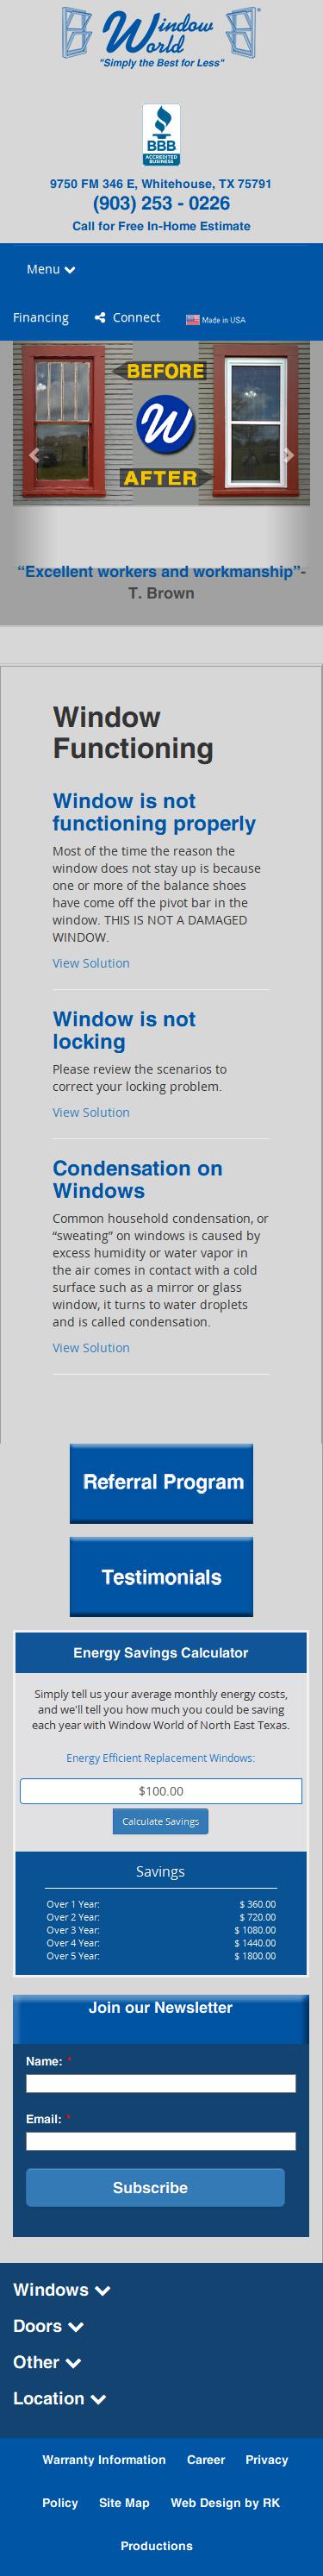 Window
World®
"Simply the Best for Less"
BBB
ACCREDITED
BUSINESS
9750 FM 346 E, Whitehouse, TX 75791
(903) 253 - 0226
Call for Free In-Home Estimate
Menu
Financing Connect Made in USA
BEFORE
W
AFTER
“Excellent workers and workmanship”-
T. Brown
Window
Functioning
Window is not
functioning properly
Most of the time the reason the
window does not stay up is because
one or more of the balance shoes
have come off the pivot bar in the
window. THIS IS NOT A DAMAGED
WINDOW.
View Solution
Window is not
locking
Please review the scenarios to
correct your locking problem.
View Solution
Condensation on
Windows
Common household condensation, or
“sweating” on windows is caused by
excess humidity or water vapor in
the air comes in contact with a cold
surface such as a mirror or glass
window, it turns to water droplets
and is called condensation.
View Solution
Referral Program
Testimonials
Energy Savings Calculator
Simply tell us your average monthly energy costs,
and we'll tell you how much you could be saving
each year with Window World of North East Texas.
Energy Efficient Replacement Windows:
$100.00
Calculate Savings
Savings
Over 1 Year: $ 360.00
Over 2 Year: $ 720.00
Over 3 Year: $ 1080.00
Over 4 Year: $ 1440.00
Over 5 Year: $ 1800.00
Join our Newsletter
Name: *
Email: *
Subscribe
Windows
Doors
Other
Location
Warranty Information Career Privacy
Policy Site Map Web Design by RK
Productions